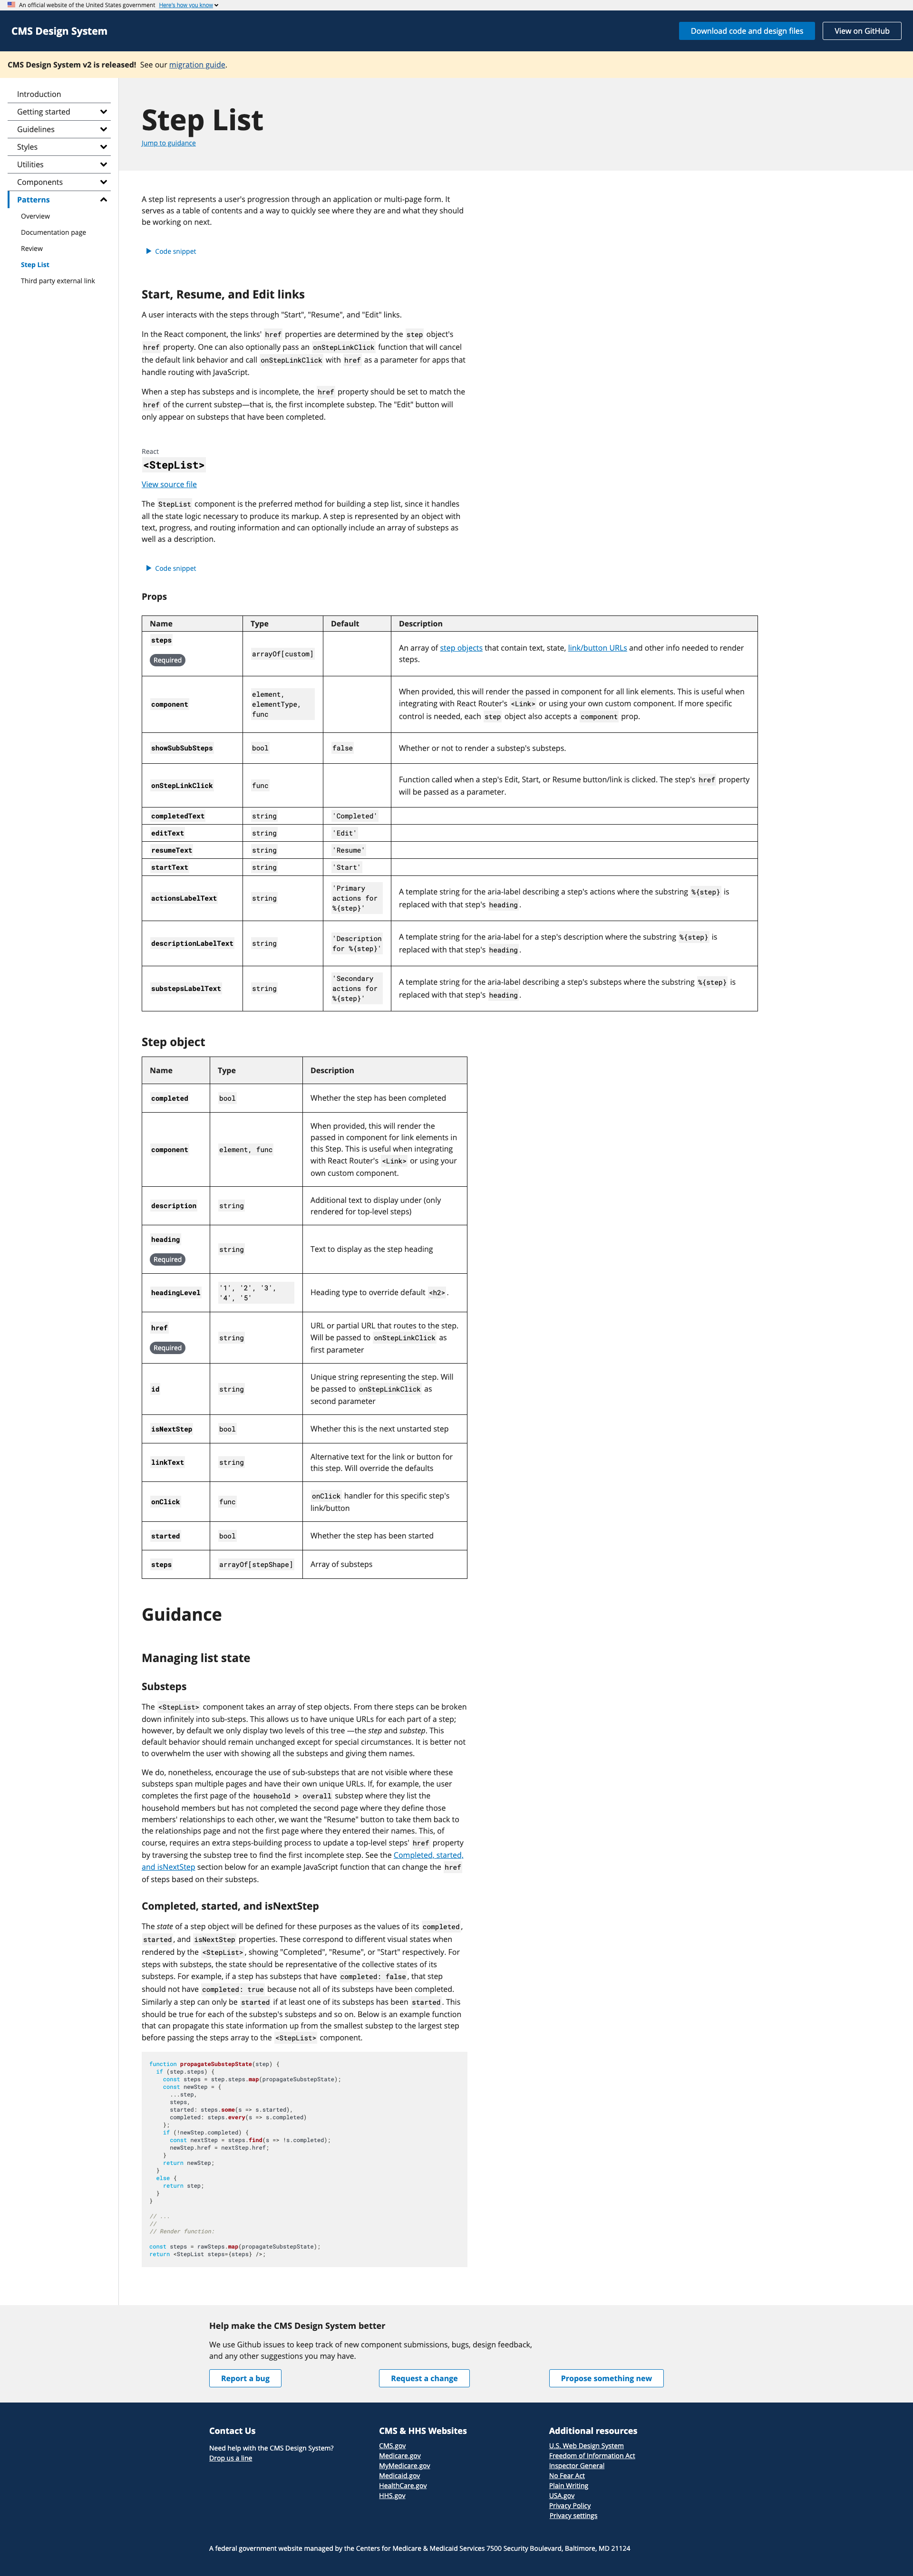 An official website of the United States government Here's how you know
CMS Design System
Download code and design files
View on GitHub
CMS Design System v2 is released! See our migration guide.
Introduction
Getting started
Guidelines
Styles
Utilities
Components
Patterns
Overview
Documentation page
Review
Step List
Third party external link
Step List
Jump to guidance
A step list represents a user's progression through an application or multi-page form. It
serves as a table of contents and a way to quickly see where they are and what they should
be working on next.
Code snippet
Start, Resume, and Edit links
A user interacts with the steps through "Start", "Resume", and "Edit" links.
In the React component, the links' href properties are determined by the step object's
href property. One can also optionally pass an onStepLinkClick function that will cancel
the default link behavior and call onStepLinkClick with href as a parameter for apps that
handle routing with JavaScript.
When a step has substeps and is incomplete, the href property should be set to match the
href of the current substep—that is, the first incomplete substep. The "Edit" button will
only appear on substeps that have been completed.
React
<StepList>
View source file
The StepList component is the preferred method for building a step list, since it handles
all the state logic necessary to produce its markup. A step is represented by an object with
text, progress, and routing information and can optionally include an array of substeps as
well as a description.
Code snippet
Props
Name Type Default Description
steps
Required
arrayOf[custom]
An array of step objects that contain text, state, link/button URLs and other info needed to render
steps.
component
element,
elementType,
func
When provided, this will render the passed in component for all link elements. This is useful when
integrating with React Router's <Link> or using your own custom component. If more specific
control is needed, each step object also accepts a component prop.
showSubSubSteps bool false Whether or not to render a substep's substeps.
onStepLinkClick func
Function called when a step's Edit, Start, or Resume button/link is clicked. The step's href property
will be passed as a parameter.
completedText string 'Completed'
editText string 'Edit'
resumeText string 'Resume'
startText string 'Start'
actionsLabelText string
'Primary
actions for
%{step}'
A template string for the aria-label describing a step's actions where the substring %{step} is
replaced with that step's heading.
descriptionLabelText string
'Description
for %{step}'
A template string for the aria-label for a step's description where the substring %{step} is
replaced with that step's heading.
substepsLabelText string
'Secondary
actions for
%{step}'
A template string for the aria-label describing a step's substeps where the substring %{step} is
replaced with that step's heading.
Step object
Name Type Description
completed bool Whether the step has been completed
component element, func
When provided, this will render the
passed in component for link elements in
this Step. This is useful when integrating
with React Router's <Link> or using your
own custom component.
description string
Additional text to display under (only
rendered for top-level steps)
heading
Required
string Text to display as the step heading
headingLevel
'1', '2', '3',
'4', '5'
Heading type to override default <h2>.
href
Required
string
URL or partial URL that routes to the step.
Will be passed to onStepLinkClick as
first parameter
id string
Unique string representing the step. Will
be passed to onStepLinkClick as
second parameter
isNextStep bool Whether this is the next unstarted step
linkText string
Alternative text for the link or button for
this step. Will override the defaults
onClick func
onClick handler for this specific step's
link/button
started bool Whether the step has been started
steps arrayOf[stepShape] Array of substeps
Guidance
Managing list state
Substeps
The <StepList> component takes an array of step objects. From there steps can be broken
down infinitely into sub-steps. This allows us to have unique URLs for each part of a step;
however, by default we only display two levels of this tree —the step and substep. This
default behavior should remain unchanged except for special circumstances. It is better not
to overwhelm the user with showing all the substeps and giving them names.
We do, nonetheless, encourage the use of sub-substeps that are not visible where these
substeps span multiple pages and have their own unique URLs. If, for example, the user
completes the first page of the household > overall substep where they list the
household members but has not completed the second page where they define those
members' relationships to each other, we want the "Resume" button to take them back to
the relationships page and not the first page where they entered their names. This, of
course, requires an extra steps-building process to update a top-level steps' href property
by traversing the substep tree to find the first incomplete step. See the Completed, started,
and isNextStep section below for an example JavaScript function that can change the href
of steps based on their substeps.
Completed, started, and isNextStep
The state of a step object will be defined for these purposes as the values of its completed,
started, and isNextStep properties. These correspond to different visual states when
rendered by the <StepList>, showing "Completed", "Resume", or "Start" respectively. For
steps with substeps, the state should be representative of the collective states of its
substeps. For example, if a step has substeps that have completed: false, that step
should not have completed: true because not all of its substeps have been completed.
Similarly a step can only be started if at least one of its substeps has been started. This
should be true for each of the substep's substeps and so on. Below is an example function
that can propagate this state information up from the smallest substep to the largest step
before passing the steps array to the <StepList> component.
function propagateSubstepState(step) {
if (step.steps) {
const steps = step.steps.map(propagateSubstepState);
const newStep = {
...step,
steps,
started: steps.some(s => s.started),
completed: steps.every(s => s.completed)
};
if (!newStep.completed) {
const nextStep = steps.find(s => !s.completed);
newStep.href = nextStep.href;
}
return newStep;
}
else {
return step;
}
}
// ...
//
// Render function:
const steps = rawSteps.map(propagateSubstepState);
return <StepList steps={steps} />;
Help make the CMS Design System better
We use Github issues to keep track of new component submissions, bugs, design feedback,
and any other suggestions you may have.
Report a bug
Request a change
Propose something new
Contact Us
Need help with the CMS Design System?
Drop us a line
CMS & HHS Websites
CMS.gov
Medicare.gov
MyMedicare.gov
Medicaid.gov
HealthCare.gov
HHS.gov
Additional resources
U.S. Web Design System
Freedom of Information Act
Inspector General
No Fear Act
Plain Writing
USA.gov
Privacy Policy
Privacy settings
A federal government website managed by the Centers for Medicare & Medicaid Services 7500 Security Boulevard, Baltimore, MD 21124